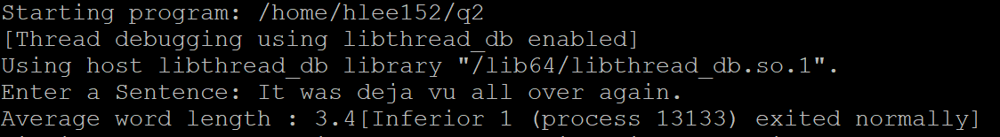 Starting program: /home/hlee152/q2
[Thread debugging using libthread_db enabled]
Using host libthread_db library "/lib64/libthread_db.so.1".
Enter a Sentence: It was deja vu all over again.
Average word length : 3.4[Inferior 1 (process 13133) exited normally]